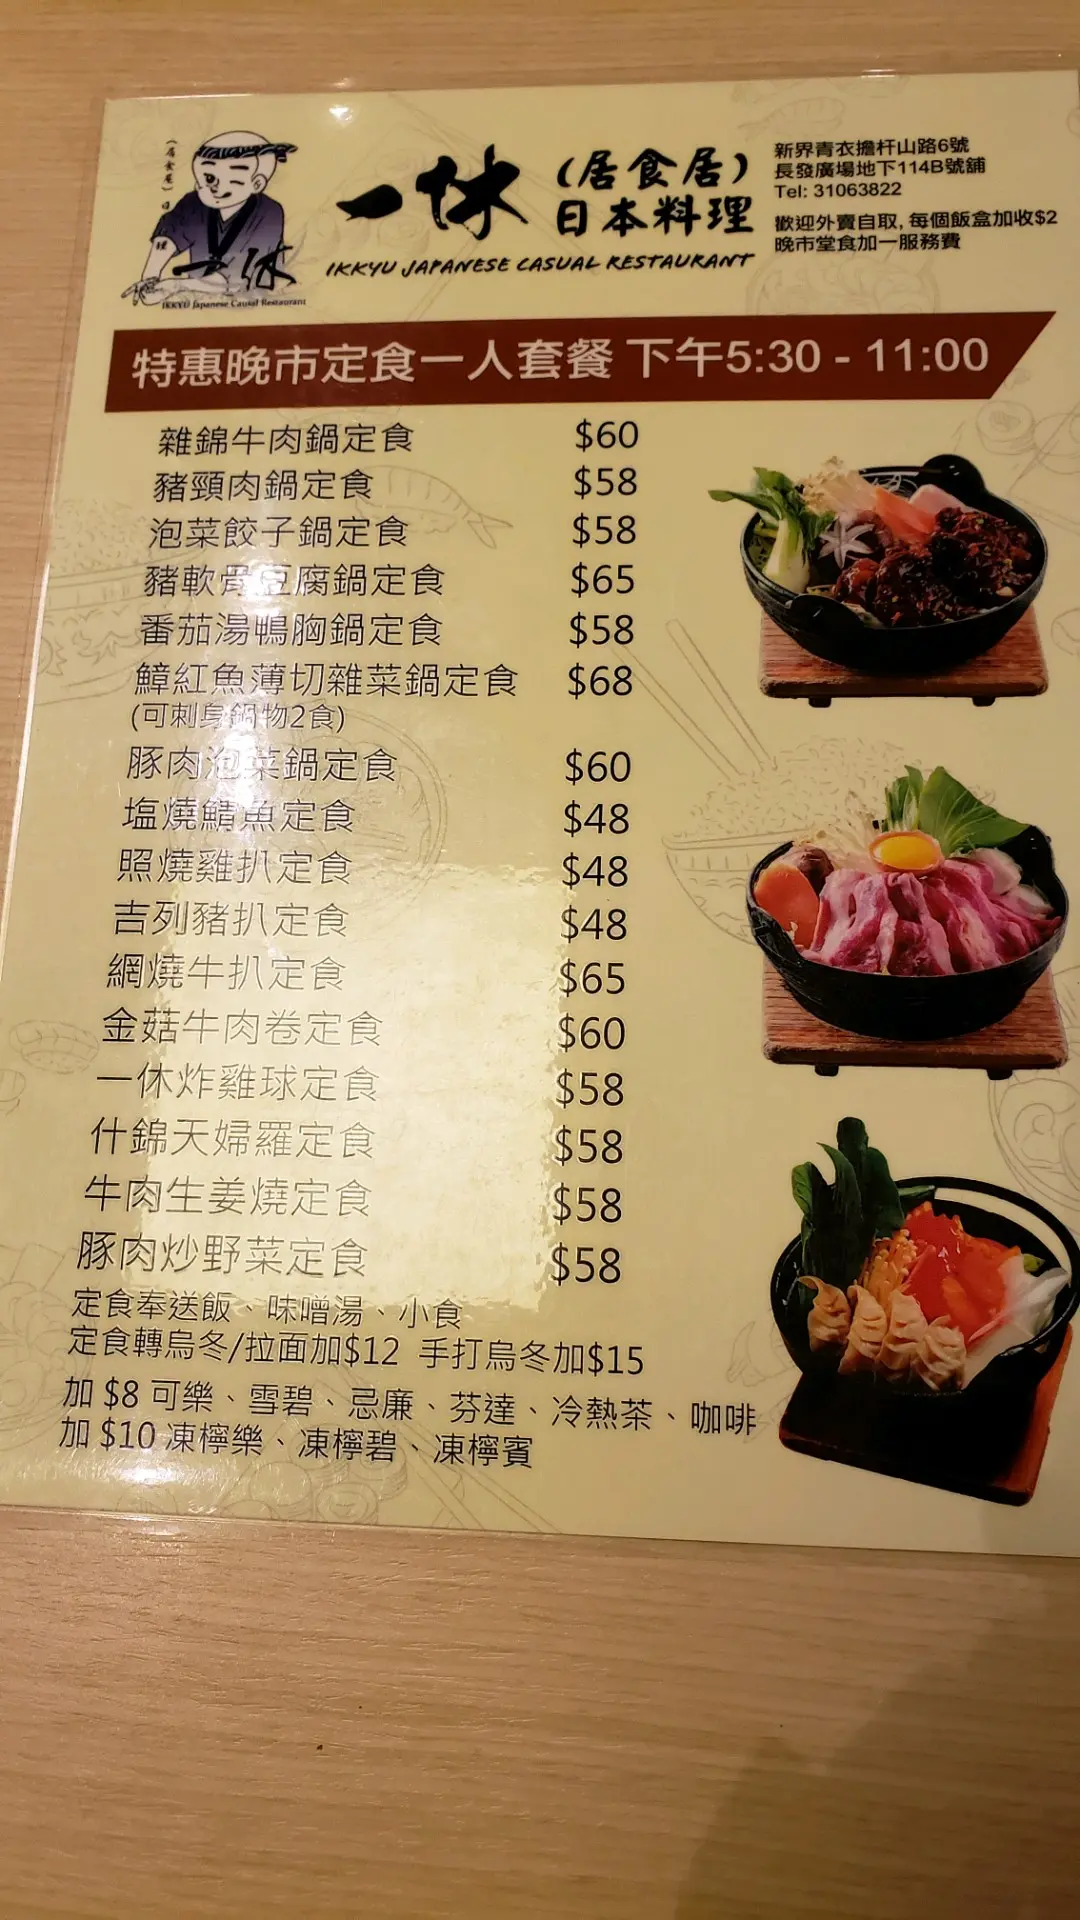 (居食居)日
理
一休
IKKYU Japanese Causal Restaurant
一休
(居食居)
日本料理
IKKYU JAPANESE CASUAL RESTAURANT
新界青衣擔杆山路6號
長發廣場地下114B號舖
Tel: 31063822
歡迎外賣自取, 每個飯盒加收$2
晚市堂食加一服務費
特惠晚市定食一人套餐 下午5:30 - 11:00
雜錦牛肉鍋定食 $60
豬頸肉鍋定食 $58
泡菜餃子鍋定食 $58
豬軟骨豆腐鍋定食 $65
番茄湯鴨胸鍋定食 $58
鱆紅魚薄切雜菜鍋定食 $68
(可刺身鍋物2食)
豚肉泡菜鍋定食 $60
塩燒鯖魚定食 $48
照燒雞扒定食 $48
吉列豬扒定食 $48
網燒牛扒定食 $65
金菇牛肉卷定食 $60
一休炸雞球定食 $58
什錦天婦羅定食 $58
牛肉生姜燒定食 $58
豚肉炒野菜定食 $58
定食奉送飯、味噌湯、小食
定食轉烏冬/拉面加$12 手打烏冬加$15
加 $8 可樂、雪碧、忌廉、芬達、冷熱茶、咖啡
加 $10 凍檸樂、凍檸碧、凍檸賓